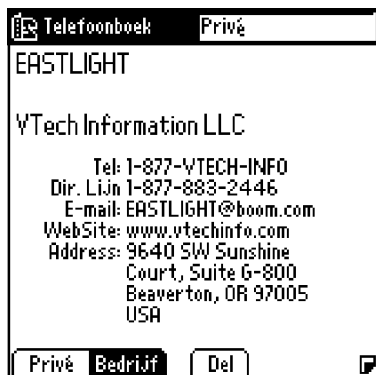 Telefoonboek Privé
EASTLIGHT
VTech Information LLC
Tel: 1-877-VTECH-INFO
Dir. Lijn 1-877-883-2446
E-mail: EASTLIGHT@boom.com
WebSite: www.vtechinfo.com
Address: 9640 SW Sunshine
Court, Suite G-800
Beaverton, OR 97005
USA
Privé Bedrijf Del